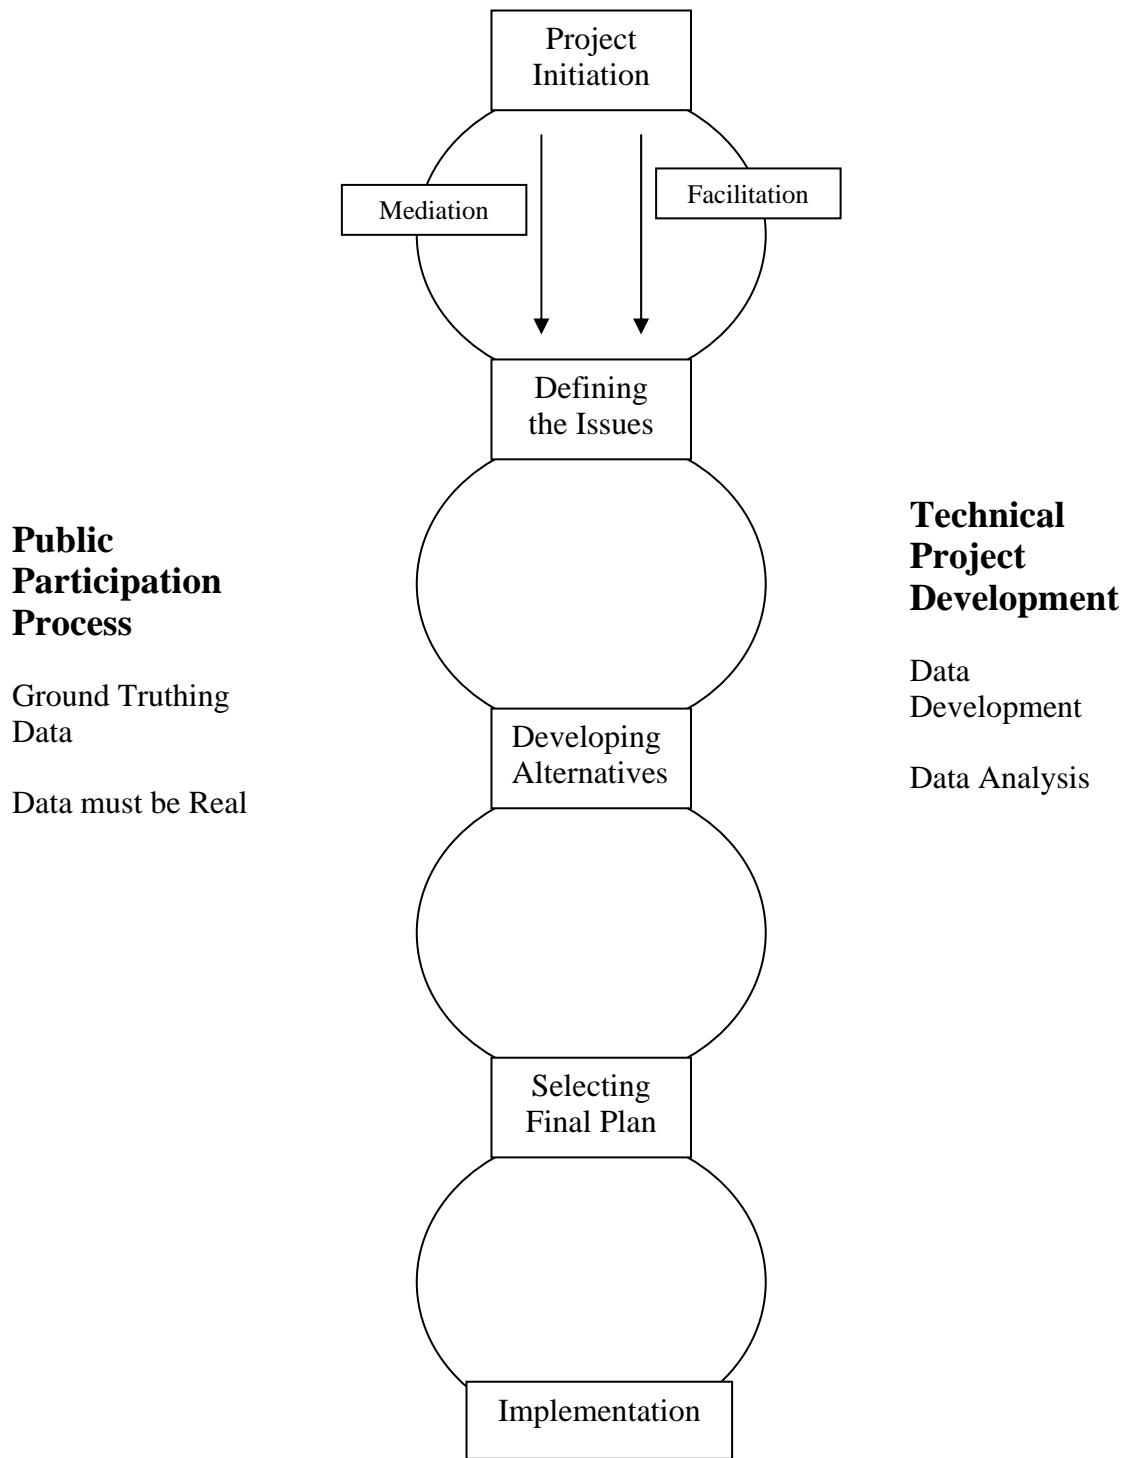 Project
Initiation
Mediation
Facilitation
Defining
the Issues
Public
Participation
Process
Ground Truthing
Data
Data must be Real
Technical
Project
Development
Data
Development
Data Analysis
Developing
Alternatives
Selecting
Final Plan
Implementation